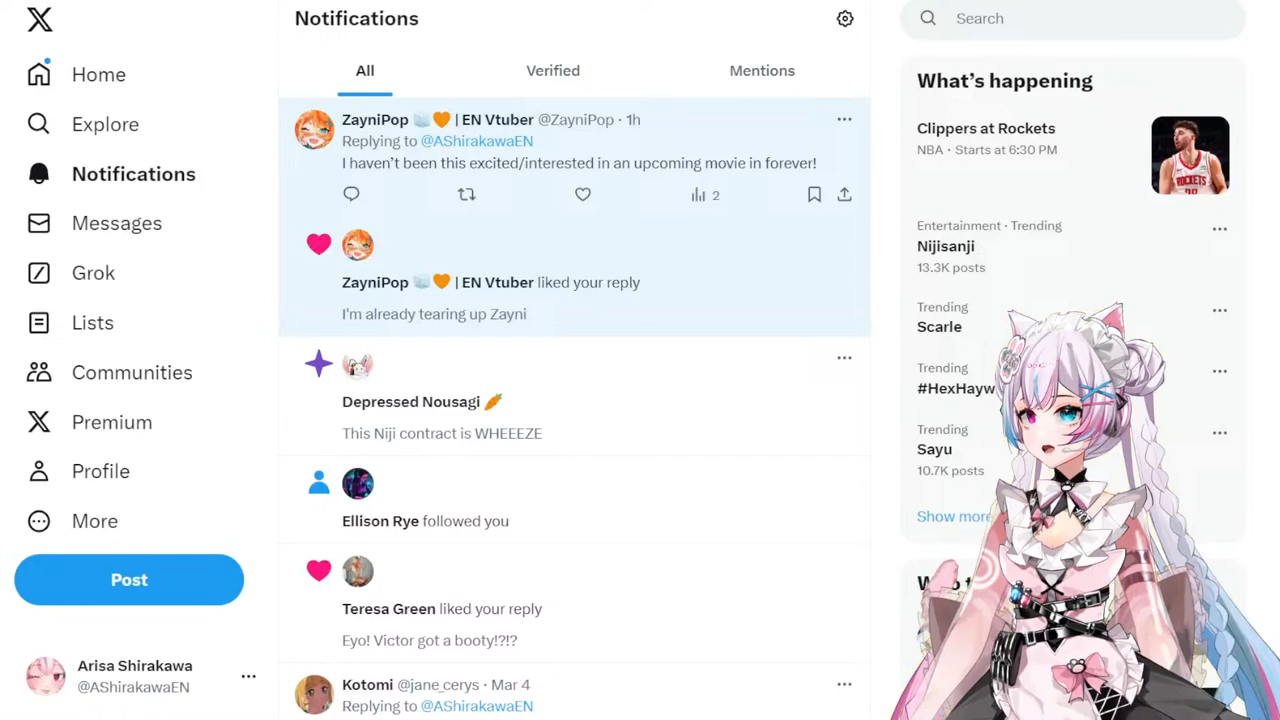 Notifications
Search
Home
Explore
Notifications
Messages
Grok
Lists
Communities
Premium
Profile
More
Post
Arisa Shirakawa
@AShirakawaEN
All
Verified
Mentions
ZayniPop 🧊🧡 | EN Vtuber @ZayniPop · 1h
Replying to @AShirakawaEN
I haven't been this excited/interested in an upcoming movie in forever!
2
ZayniPop 🧊🧡 | EN Vtuber liked your reply
I'm already tearing up Zayni
Depressed Nousagi 🥕
This Niji contract is WHEEEZE
Ellison Rye followed you
Teresa Green liked your reply
Eyo! Victor got a booty!?!?
Kotomi @jane_cerys · Mar 4
Replying to @AShirakawaEN
What's happening
Clippers at Rockets
NBA · Starts at 6:30 PM
ROCKETS
Entertainment · Trending
Nijisanji
13.3K posts
Trending
Scarle
Trending
#HexHayw
Trending
Sayu
10.7K posts
Show more